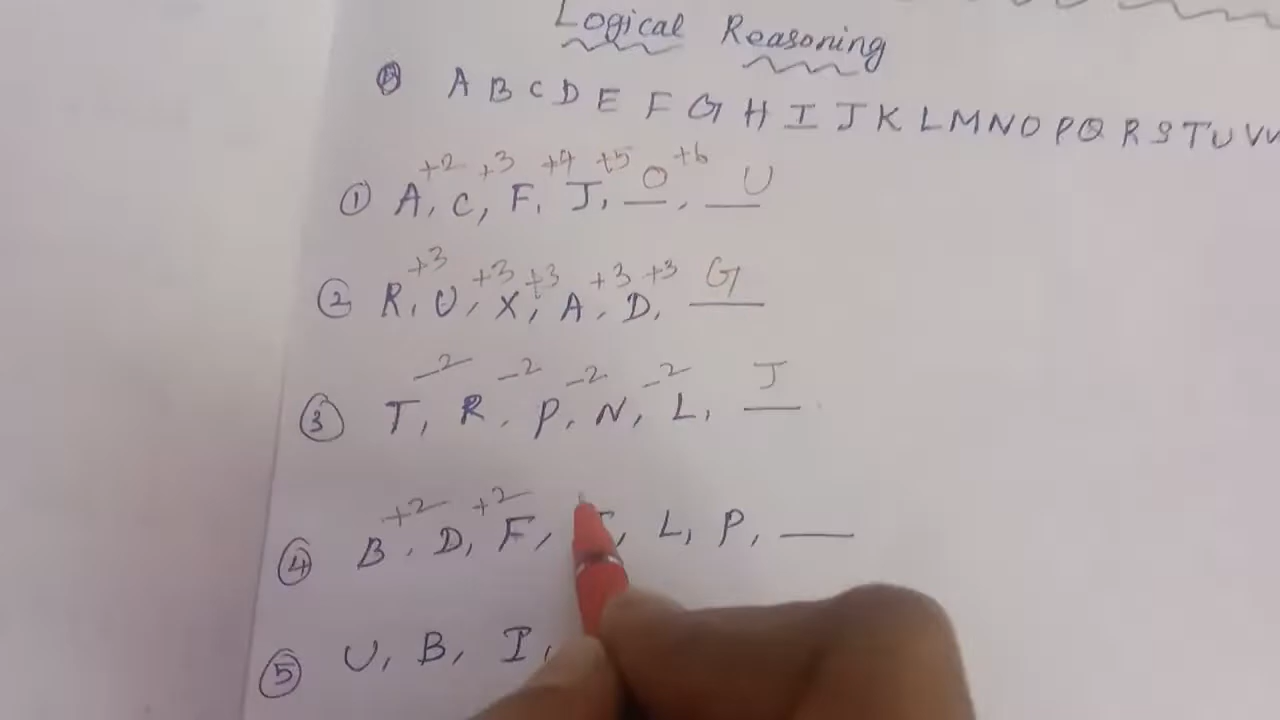 Logical Reasoning
A B C D E F G H I J K L M N O P Q R S T U V
+2 +3 +4 +5 +6
① A, C, F, J, O, U
+3 +3 +3 +3 +3
② R, U, X, A, D, G
-2 -2 -2 -2
③ T, R, P, N, L, J
+2 +2
④ B, D, F, L, P, __
⑤ U, B, I,